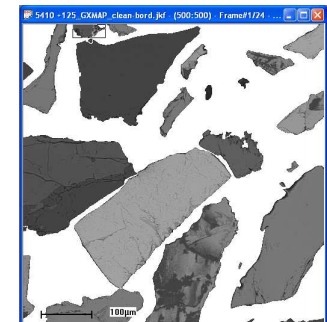 5410 +125_GXMAP_clean-bord.jkf - (500:500) - Frame#1/24 - ...
100µm